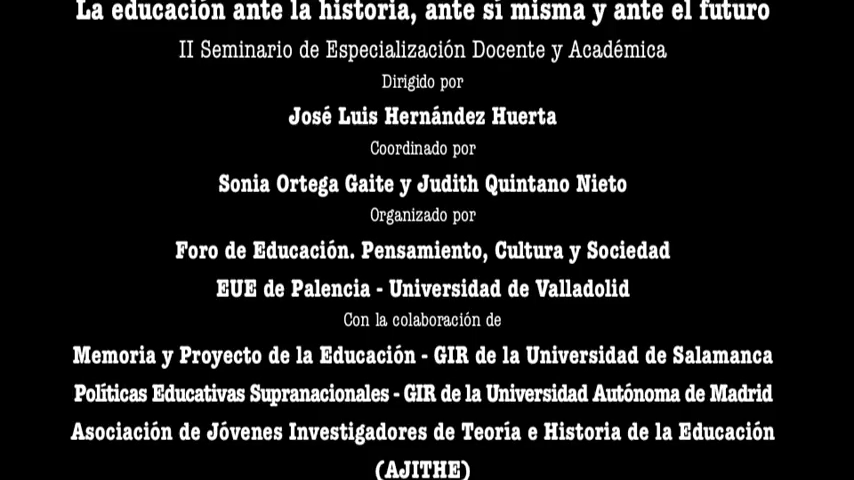 La educación ante la historia, ante sí misma y ante el futuro
II Seminario de Especialización Docente y Académica
Dirigido por
José Luis Hernández Huerta
Coordinado por
Sonia Ortega Gaite y Judith Quintano Nieto
Organizado por
Foro de Educación. Pensamiento, Cultura y Sociedad
EUE de Palencia - Universidad de Valladolid
Con la colaboración de
Memoria y Proyecto de la Educación - GIR de la Universidad de Salamanca
Políticas Educativas Supranacionales - GIR de la Universidad Autónoma de Madrid
Asociación de Jóvenes Investigadores de Teoría e Historia de la Educación
(AJITHE)